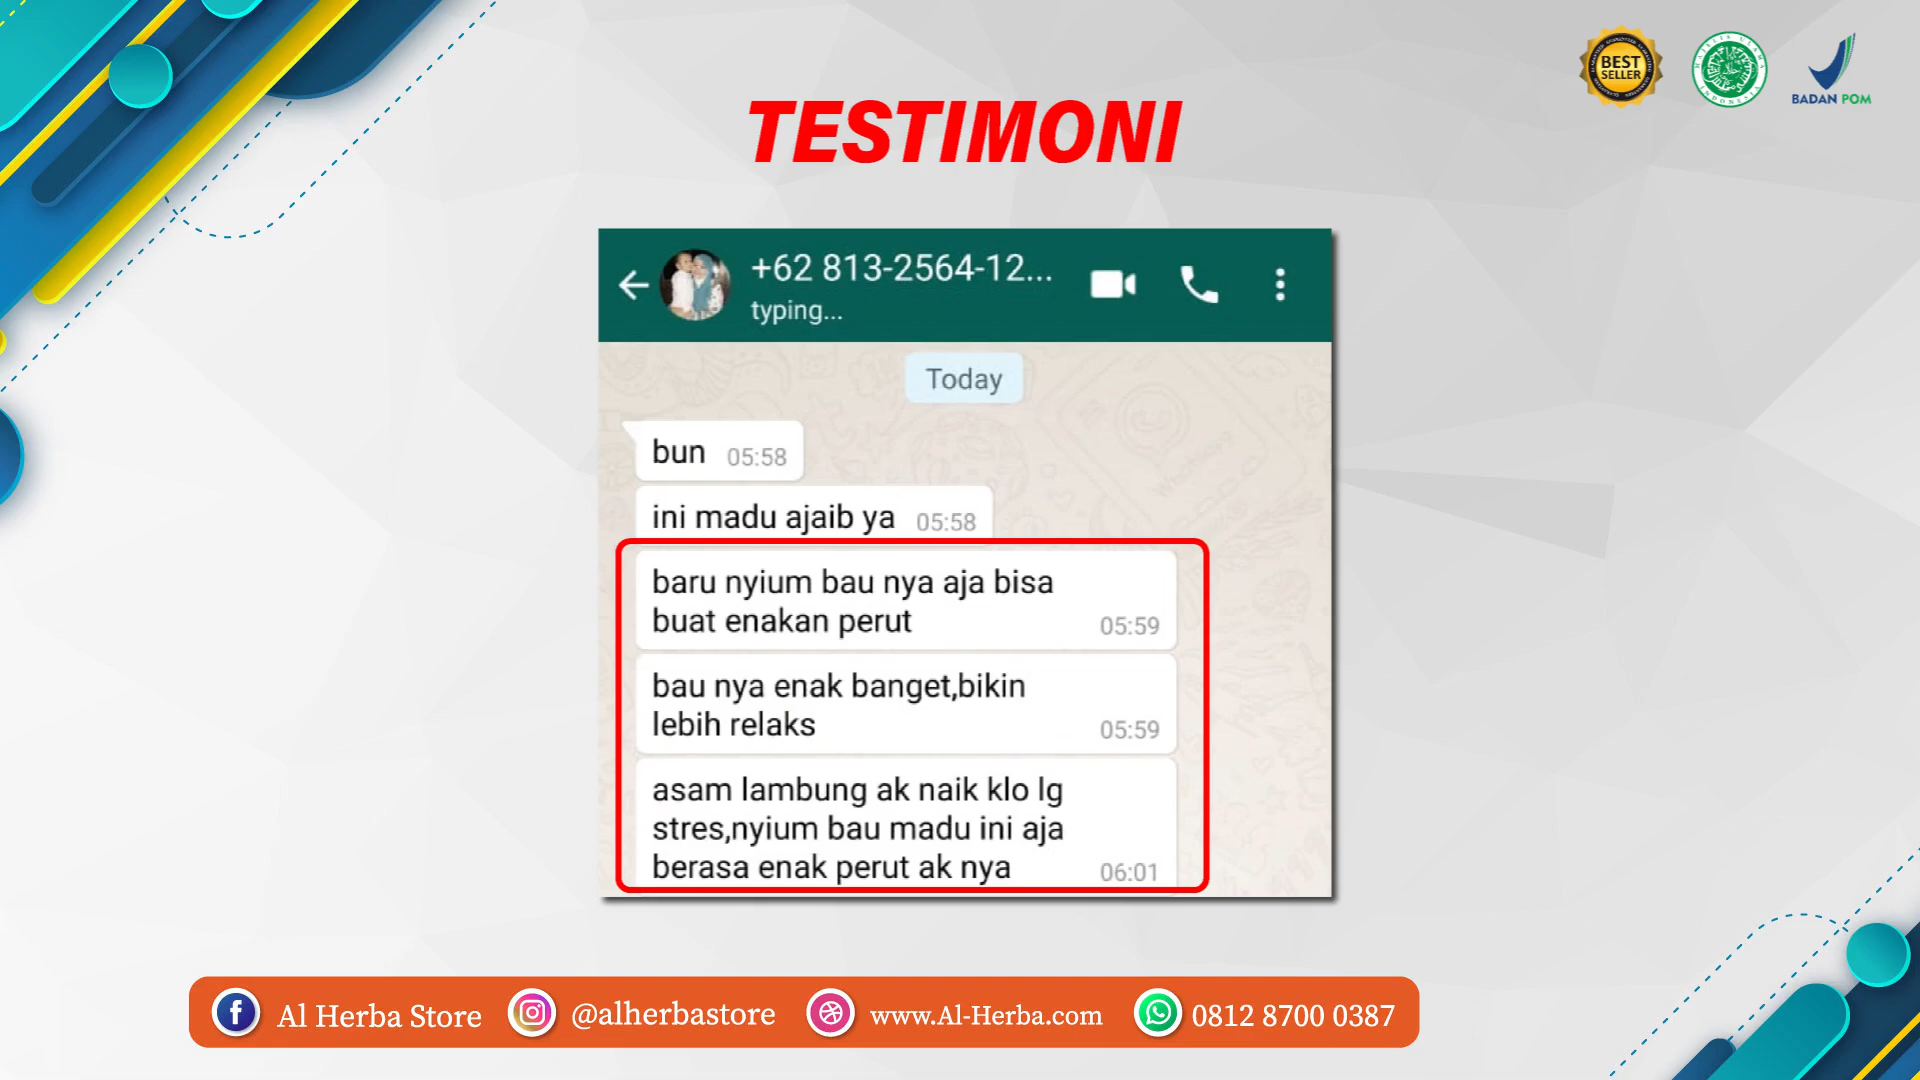 BEST
SELLER
MAJELIS ULAMA
INDONESIA
BADAN POM
TESTIMONI
+62 813-2564-12...
typing...
Today
bun 05:58
ini madu ajaib ya 05:58
baru nyium bau nya aja bisa
buat enakan perut 05:59
bau nya enak banget,bikin
lebih relaks 05:59
asam lambung ak naik klo lg
stres,nyium bau madu ini aja
berasa enak perut ak nya 06:01
Al Herba Store @alherbastore www.Al-Herba.com 0812 8700 0387